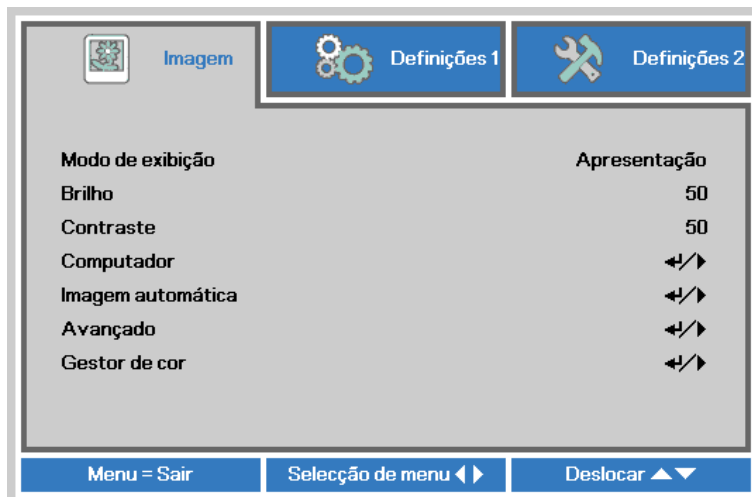 Imagem
Definições 1
Definições 2
Modo de exibição Apresentação
Brilho 50
Contraste 50
Computador
Imagem automática
Avançado
Gestor de cor
Menu = Sair
Selecção de menu
Deslocar